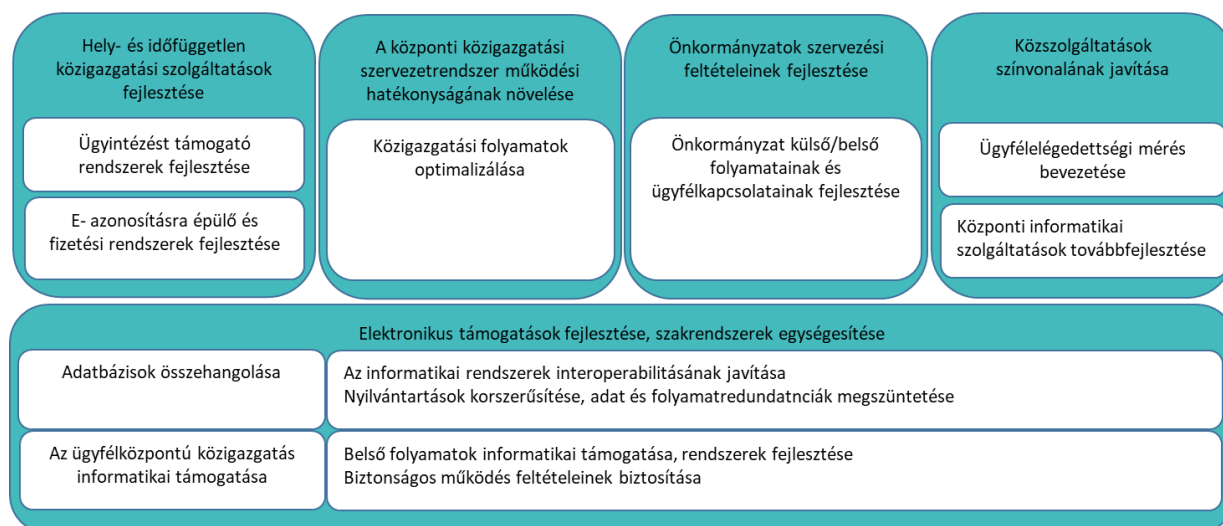 Hely- és időfüggetlen
közigazgatási szolgáltatások
fejlesztése
Ügyintézést támogató
rendszerek fejlesztése
E- azonosításra épülő és
fizetési rendszerek fejlesztése
A központi közigazgatási
szervezetrendszer működési
hatékonyságának növelése
Közigazgatási folyamatok
optimalizálása
Önkormányzatok szervezési
feltételeinek fejlesztése
Önkormányzat külső/belső
folyamatainak és
ügyfélkapcsolatainak fejlesztése
Közszolgáltatások
színvonalának javítása
Ügyfélelégedettségi mérés
bevezetése
Központi informatikai
szolgáltatások továbbfejlesztése
Elektronikus támogatások fejlesztése, szakrendszerek egységesítése
Adatbázisok összehangolása
Az informatikai rendszerek interoperabilitásának javítása
Nyilvántartások korszerűsítése, adat és folyamatredundatnciák megszüntetése
Az ügyfélközpontú közigazgatás
informatikai támogatása
Belső folyamatok informatikai támogatása, rendszerek fejlesztése
Biztonságos működés feltételeinek biztosítása